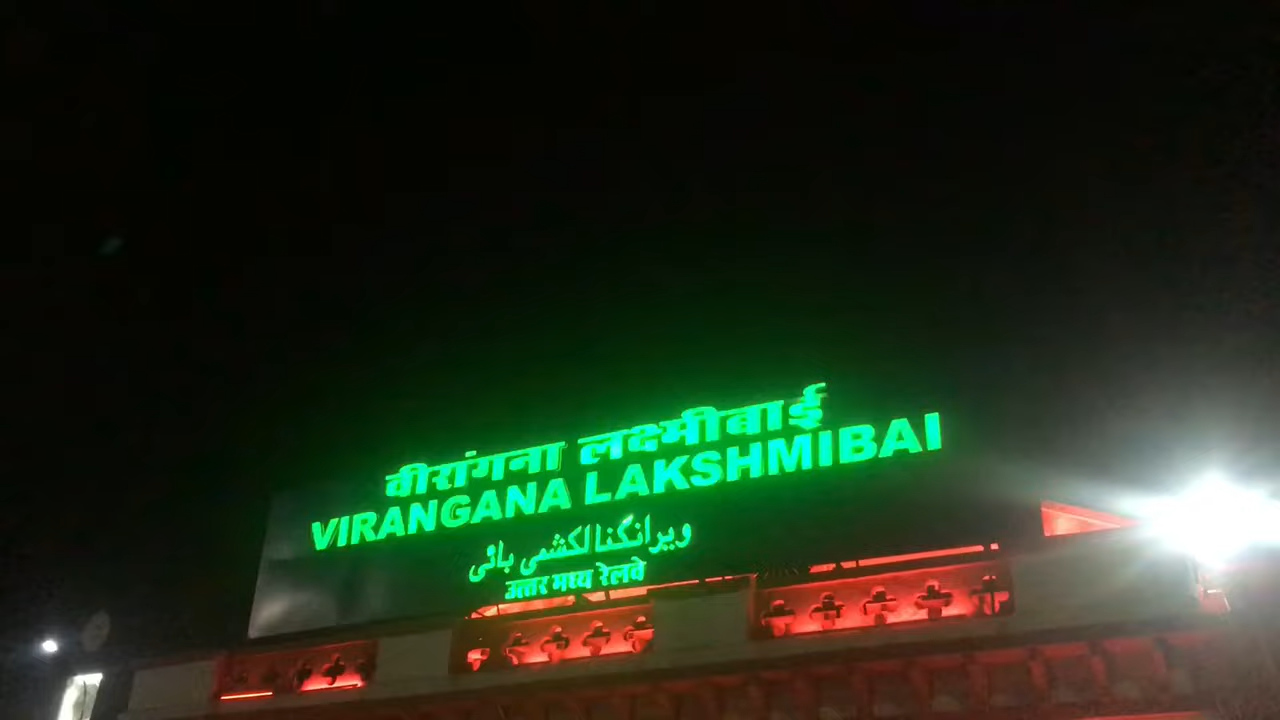 वीरांगना लक्ष्मीबाई
VIRANGANA LAKSHMIBAI
ویرانگنا لکشمی بائی
उत्तर मध्य रेलवे